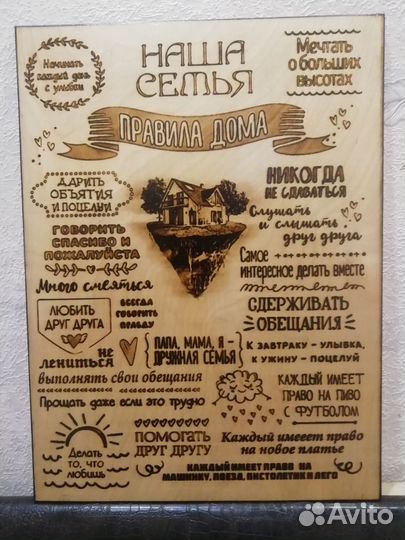 Начинать
каждый день
с улыбки
НАША
СЕМЬЯ
Мечтать
о больших
высотах
ПРАВИЛА ДОМА
ДАРИТЬ
ОБЪЯТИЯ
И ПОЦЕЛУИ
НИКОГДА
НЕ СДАВАТЬСЯ
ГОВОРИТЬ
СПАСИБО И
ПОЖАЛУЙСТА
Слушать
и слышать
друг друга
Много смеяться
Самое
интересное делать вместе
ЛЮБИТЬ
ДРУГ ДРУГА
ВСЕГДА
ГОВОРИТЬ
ПРАВДУ
СДЕРЖИВАТЬ
ОБЕЩАНИЯ
не
лениться
ПАПА, МАМА, Я -
ДРУЖНАЯ СЕМЬЯ
К ЗАВТРАКУ - УЛЫБКА,
К УЖИНУ - ПОЦЕЛУЙ
выполнять свои обещания
Прощать даже если это трудно
КАЖДЫЙ ИМЕЕТ
ПРАВО НА ПИВО
С ФУТБОЛОМ
Делать
то, что
любишь
ПОМОГАТЬ
ДРУГ ДРУГУ
Каждый имееет право
на новое платье
КАЖДЫЙ ИМЕЕТ ПРАВО НА
МАШИНКУ, ПОЕЗД, ПИСТОЛЕТИК И ЛЕГО
Avito